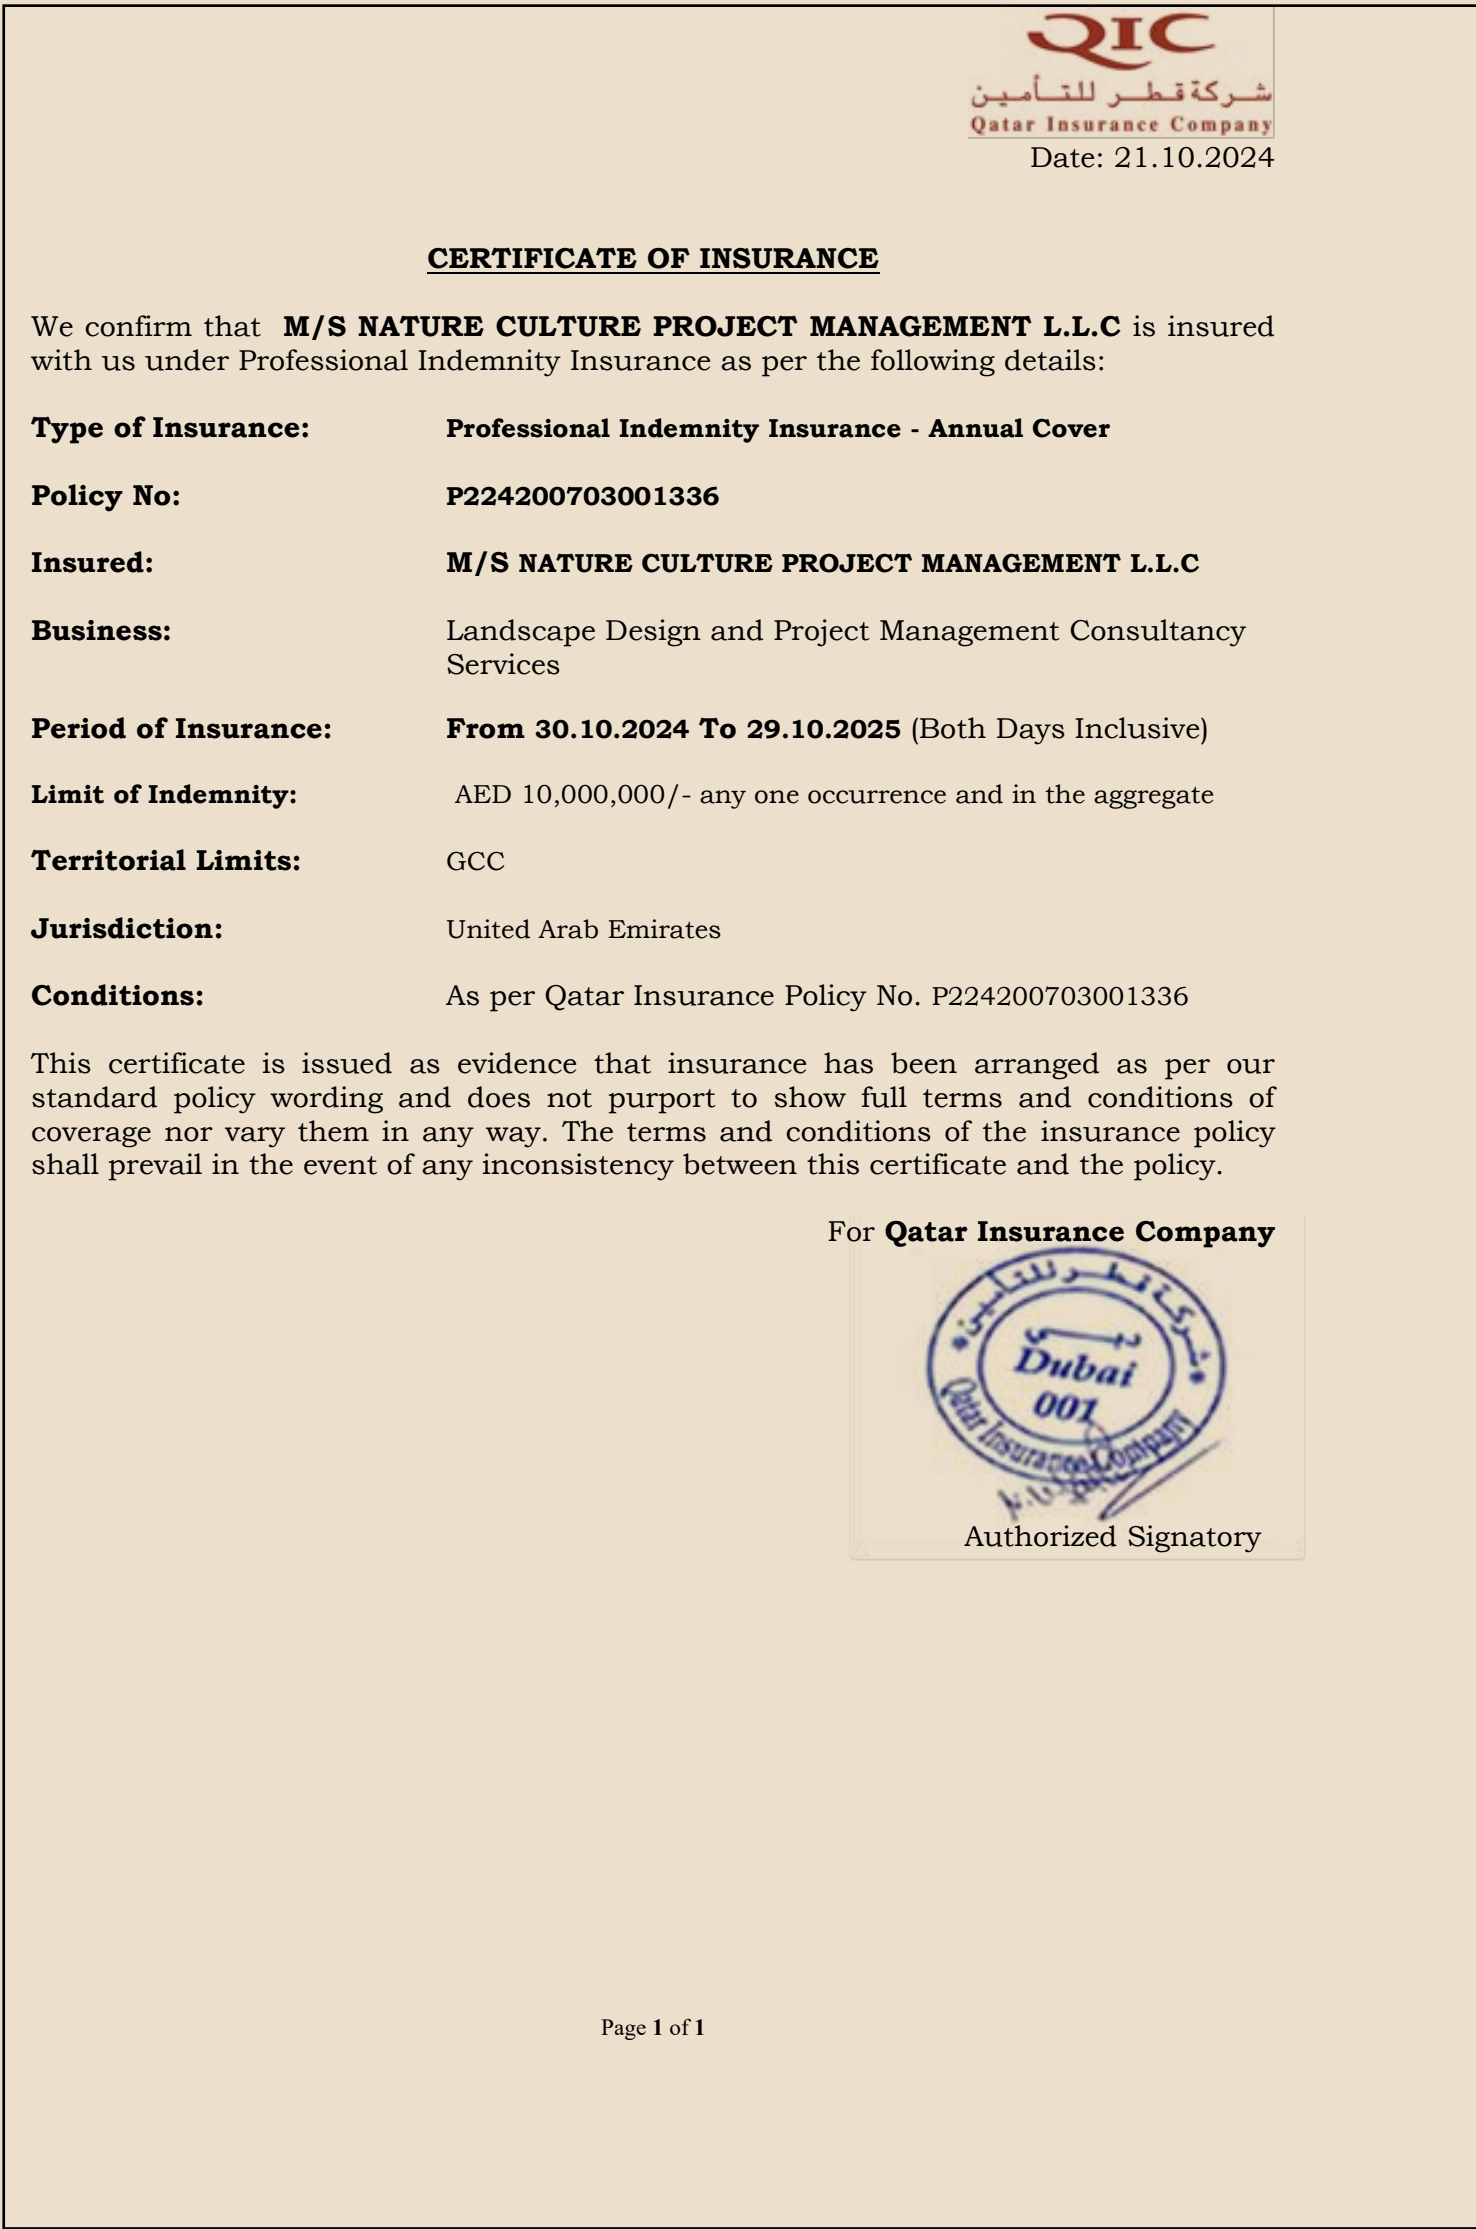 QIC
شركة قطر للتأمين
Qatar Insurance Company
Date: 21.10.2024
CERTIFICATE OF INSURANCE
We confirm that M/S NATURE CULTURE PROJECT MANAGEMENT L.L.C is insured
with us under Professional Indemnity Insurance as per the following details:
Type of Insurance: Professional Indemnity Insurance - Annual Cover
Policy No: P224200703001336
Insured: M/S NATURE CULTURE PROJECT MANAGEMENT L.L.C
Business: Landscape Design and Project Management Consultancy
Services
Period of Insurance: From 30.10.2024 To 29.10.2025 (Both Days Inclusive)
Limit of Indemnity: AED 10,000,000/- any one occurrence and in the aggregate
Territorial Limits: GCC
Jurisdiction: United Arab Emirates
Conditions: As per Qatar Insurance Policy No. P224200703001336
This certificate is issued as evidence that insurance has been arranged as per our
standard policy wording and does not purport to show full terms and conditions of
coverage nor vary them in any way. The terms and conditions of the insurance policy
shall prevail in the event of any inconsistency between this certificate and the policy.
For Qatar Insurance Company
شركة قطر للتأمين
دبي
Dubai
001
Qatar Insurance Company
Authorized Signatory
Page 1 of 1